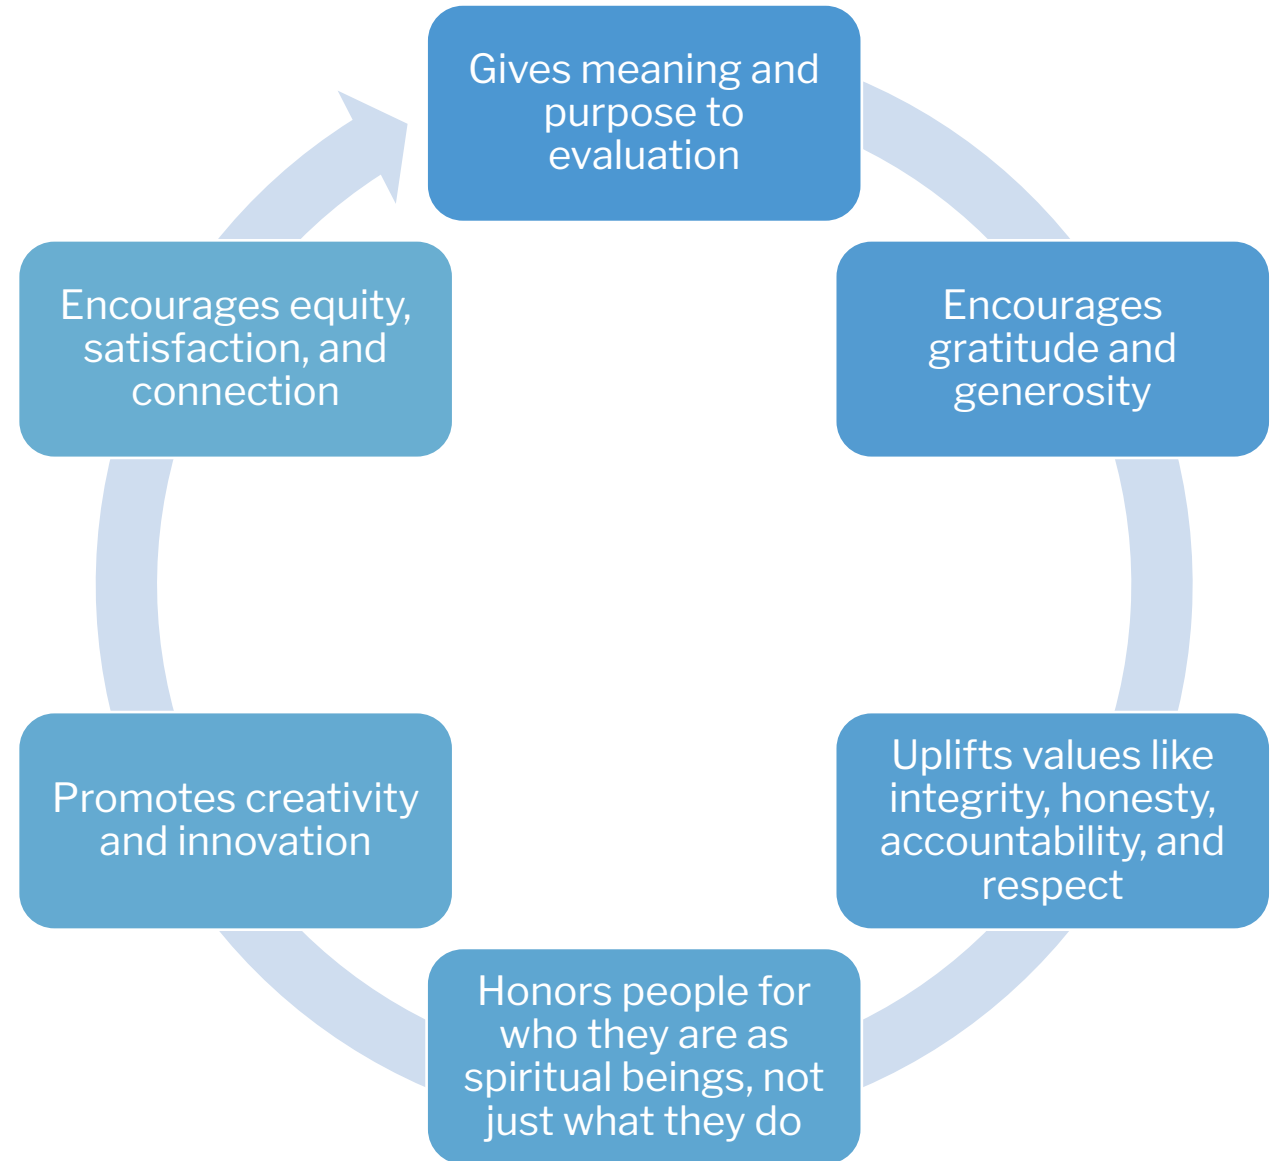 Gives meaning and
purpose to
evaluation
Encourages
gratitude and
generosity
Uplifts values like
integrity, honesty,
accountability, and
respect
Honors people for
who they are as
spiritual beings, not
just what they do
Promotes creativity
and innovation
Encourages equity,
satisfaction, and
connection